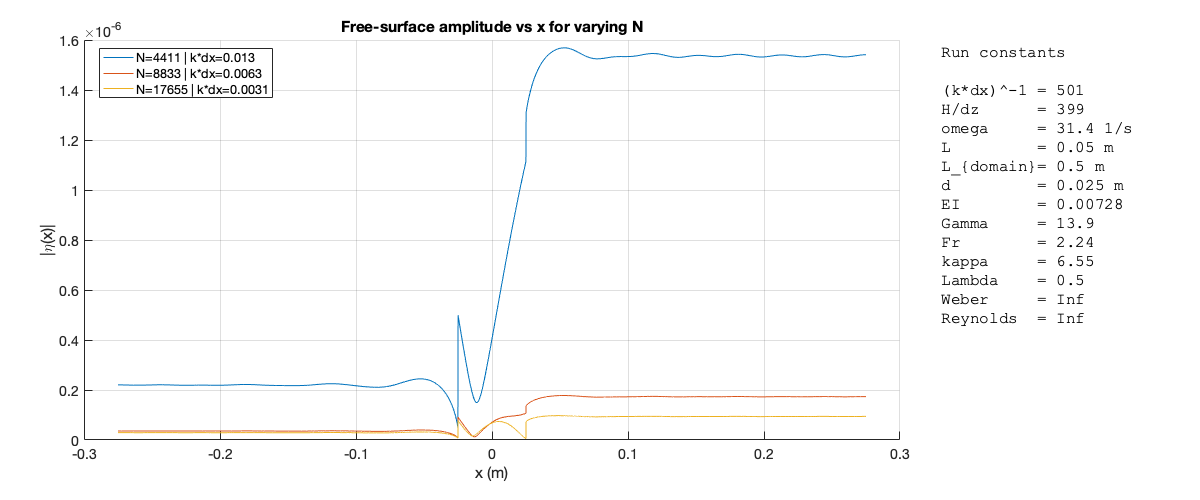 Free-surface amplitude vs x for varying N
×10^-6
1.6
1.4
1.2
1
0.8
0.6
0.4
0.2
0
|η(x)|
N=4411 | k*dx=0.013
N=8833 | k*dx=0.0063
N=17655 | k*dx=0.0031
-0.3
-0.2
-0.1
0
0.1
0.2
0.3
x (m)
Run constants
(k*dx)^-1 = 501
H/dz = 399
omega = 31.4 1/s
L = 0.05 m
L_{domain}= 0.5 m
d = 0.025 m
EI = 0.00728
Gamma = 13.9
Fr = 2.24
kappa = 6.55
Lambda = 0.5
Weber = Inf
Reynolds = Inf